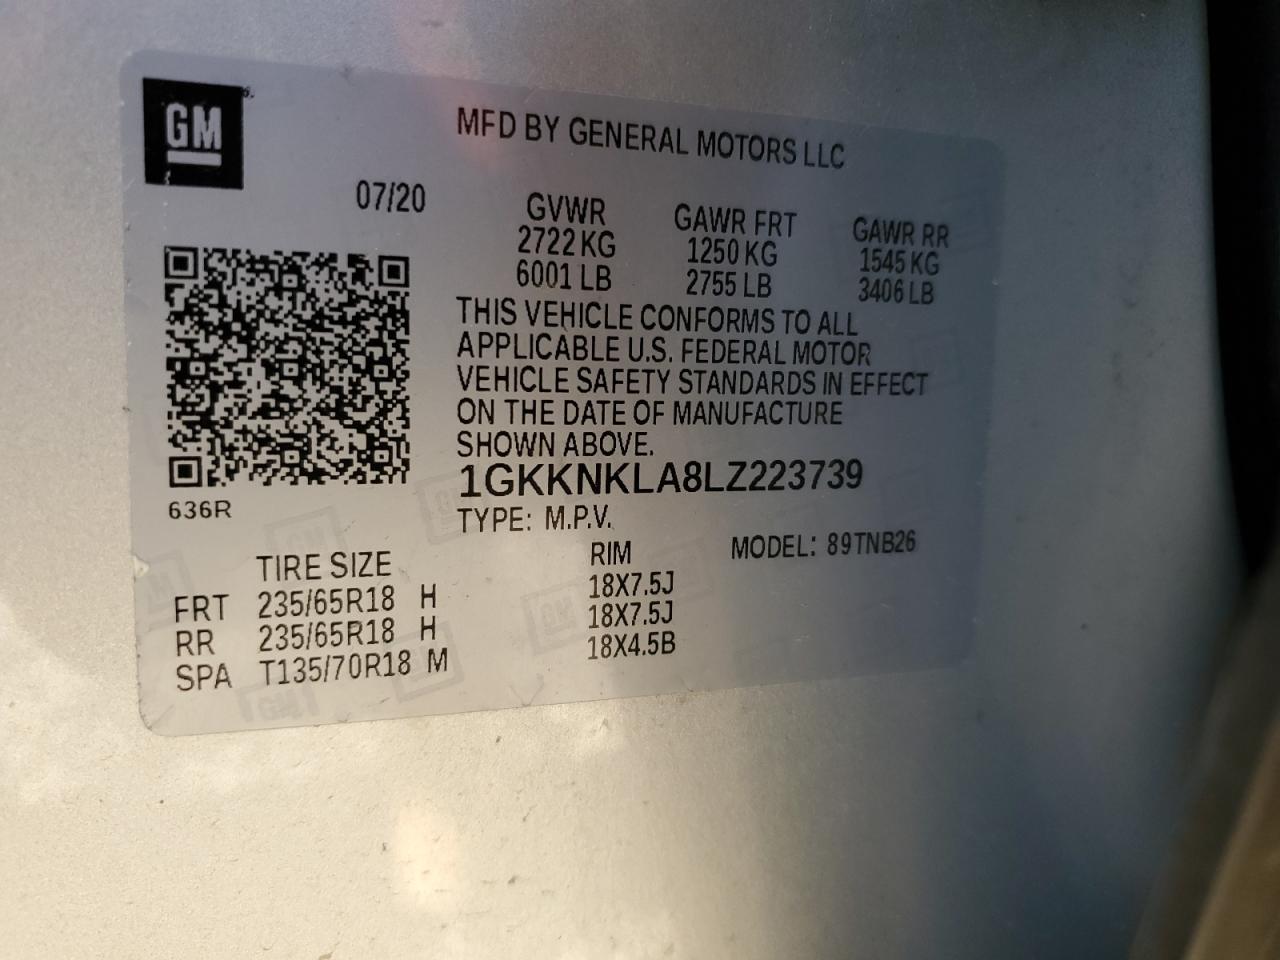 GM
MFD BY GENERAL MOTORS LLC
07/20
GVWR GAWR FRT GAWR RR
2722 KG 1250 KG 1545 KG
6001 LB 2755 LB 3406 LB
THIS VEHICLE CONFORMS TO ALL
APPLICABLE U.S. FEDERAL MOTOR
VEHICLE SAFETY STANDARDS IN EFFECT
ON THE DATE OF MANUFACTURE
SHOWN ABOVE.
1GKKNKLA8LZ223739
636R
TYPE: M.P.V.
TIRE SIZE RIM MODEL: 89TNB26
FRT 235/65R18 H 18X7.5J
RR 235/65R18 H 18X7.5J
SPA T135/70R18 M 18X4.5B